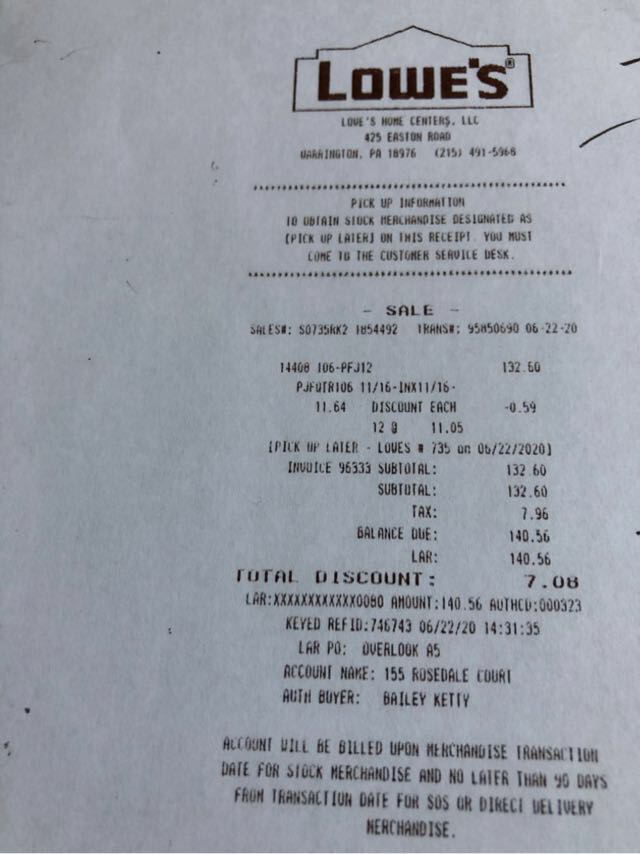 LOWE'S®
LOWE'S HOME CENTERS, LLC
425 EASTON ROAD
WARRINGTON, PA 18976 (215) 491-5968
PICK UP INFORMATION
TO OBTAIN STOCK MERCHANDISE DESIGNATED AS
[PICK UP LATER] ON THIS RECEIPT. YOU MUST
COME TO THE CUSTOMER SERVICE DESK.
- SALE -
SALES#: S0735RK2 1854492 TRANS#: 95850690 06-22-20
14408 106-PFJ12 132.60
PJFQTR106 11/16-INX11/16-
11.64 DISCOUNT EACH -0.59
12 @ 11.05
[PICK UP LATER - LOWES # 735 on 06/22/2020]
INVOICE 96333 SUBTOTAL: 132.60
SUBTOTAL: 132.60
TAX: 7.96
BALANCE DUE: 140.56
LAR: 140.56
TOTAL DISCOUNT: 7.08
LAR:XXXXXXXXXXXX0080 AMOUNT:140.56 AUTHCD:000323
KEYED REFID:746743 06/22/20 14:31:35
LAR PO: OVERLOOK A5
ACCOUNT NAME: 155 ROSEDALE COURT
AUTH BUYER: BAILEY KETTY
ACCOUNT WILL BE BILLED UPON MERCHANDISE TRANSACTION
DATE FOR STOCK MERCHANDISE AND NO LATER THAN 90 DAYS
FROM TRANSACTION DATE FOR SOS OR DIRECT DELIVERY
MERCHANDISE.